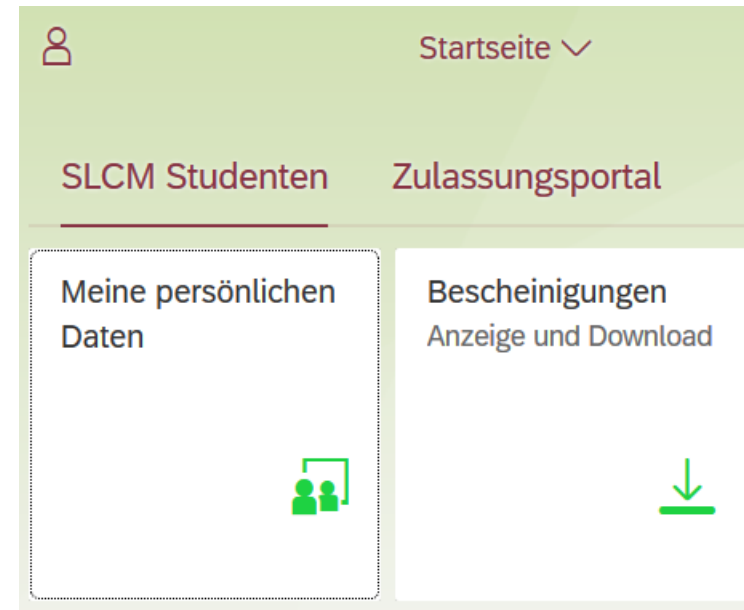 Startseite
SLCM Studenten
Zulassungsportal
Meine persönlichen
Daten
Bescheinigungen
Anzeige und Download